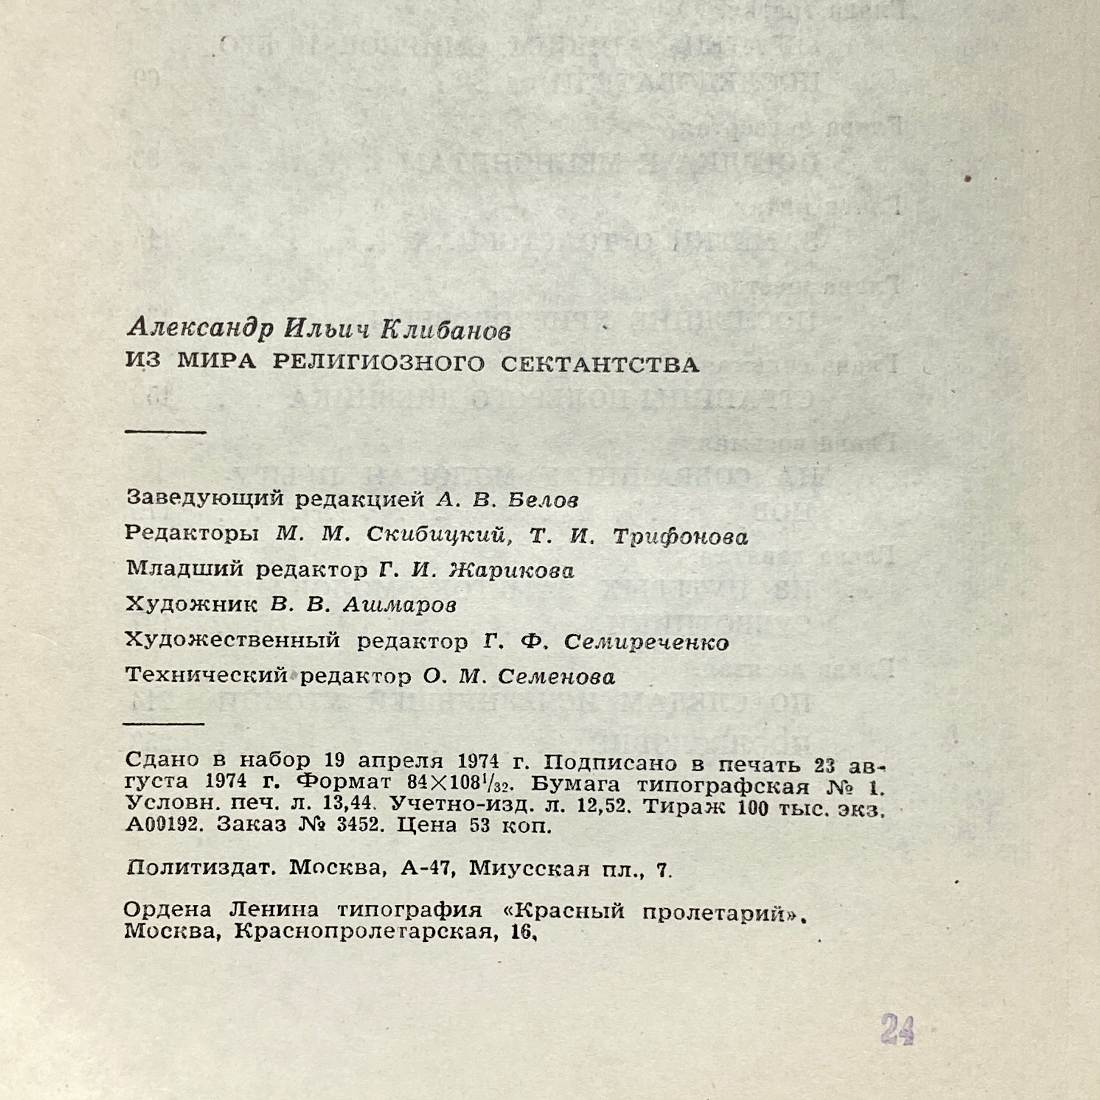 Александр Ильич Клибанов
ИЗ МИРА РЕЛИГИОЗНОГО СЕКТАНТСТВА
Заведующий редакцией А. В. Белов
Редакторы М. М. Скибицкий, Т. И. Трифонова
Младший редактор Г. И. Жарикова
Художник В. В. Ашмаров
Художественный редактор Г. Ф. Семиреченко
Технический редактор О. М. Семенова
Сдано в набор 19 апреля 1974 г. Подписано в печать 23 ав-
густа 1974 г. Формат 84×108¹/₃₂. Бумага типографская № 1.
Условн. печ. л. 13,44. Учетно-изд. л. 12,52. Тираж 100 тыс. экз.
А00192. Заказ № 3452. Цена 53 коп.
Политиздат. Москва, А-47, Миусская пл., 7.
Ордена Ленина типография «Красный пролетарий».
Москва, Краснопролетарская, 16.
24